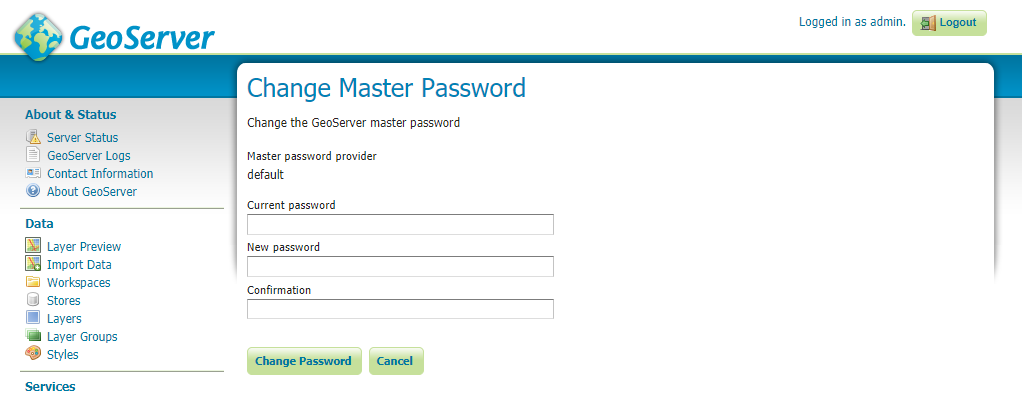 GeoServer
Logged in as admin.
Logout
Change Master Password
Change the GeoServer master password
Master password provider
default
Current password
New password
Confirmation
Change Password
Cancel
About & Status
Server Status
GeoServer Logs
Contact Information
About GeoServer
Data
Layer Preview
Import Data
Workspaces
Stores
Layers
Layer Groups
Styles
Services